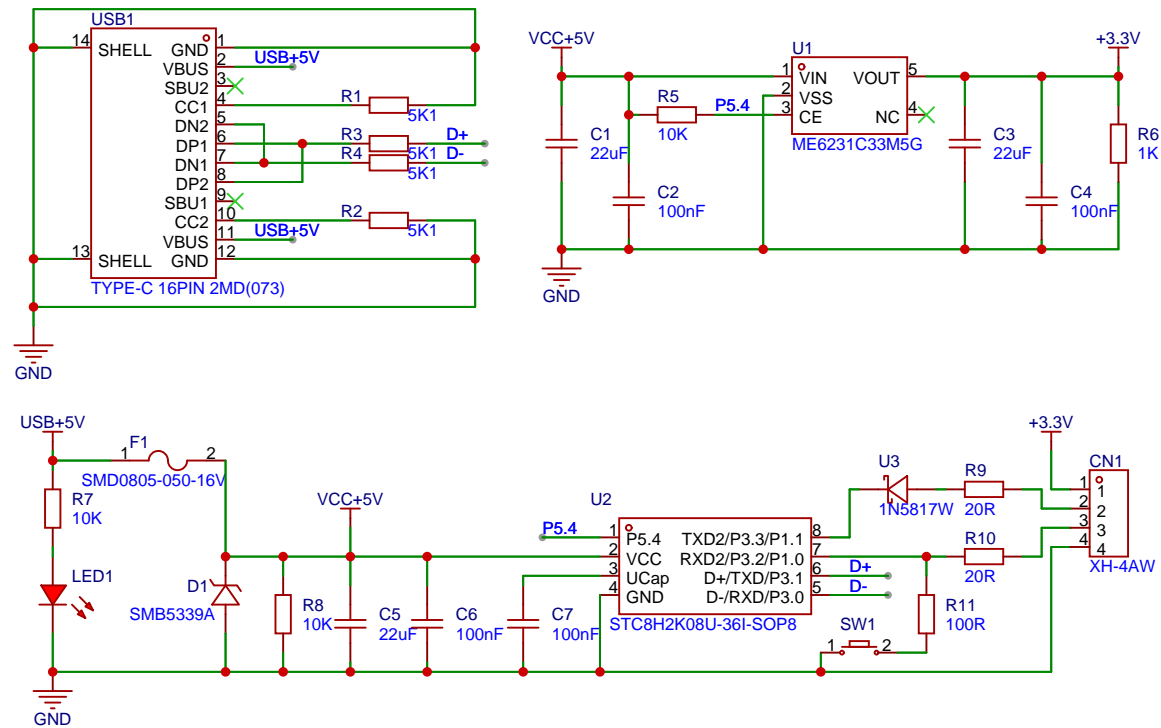 USB1
14
SHELL
GND
1
VBUS
2
USB+5V
SBU2
3
CC1
4
R1
5K1
DN2
5
DP1
6
R3
5K1
D+
DN1
7
R4
5K1
D-
DP2
8
SBU1
9
CC2
10
R2
5K1
VBUS
11
USB+5V
13
SHELL
GND
12
TYPE-C 16PIN 2MD(073)
GND
VCC+5V
U1
+3.3V
1
VIN
VOUT
5
2
VSS
3
CE
NC
4
ME6231C33M5G
R5
10K
P5.4
C1
22uF
C2
100nF
C3
22uF
C4
100nF
R6
1K
GND
USB+5V
F1
1
2
SMD0805-050-16V
R7
10K
LED1
D1
SMB5339A
VCC+5V
R8
10K
C5
22uF
C6
100nF
C7
100nF
U2
P5.4
1
P5.4
TXD2/P3.3/P1.1
8
2
VCC
RXD2/P3.2/P1.0
7
3
UCap
D+/TXD/P3.1
6
D+
4
GND
D-/RXD/P3.0
5
D-
STC8H2K08U-36I-SOP8
U3
1N5817W
R9
20R
R10
20R
R11
100R
SW1
1
2
+3.3V
CN1
1
1
2
2
3
3
4
4
XH-4AW
GND